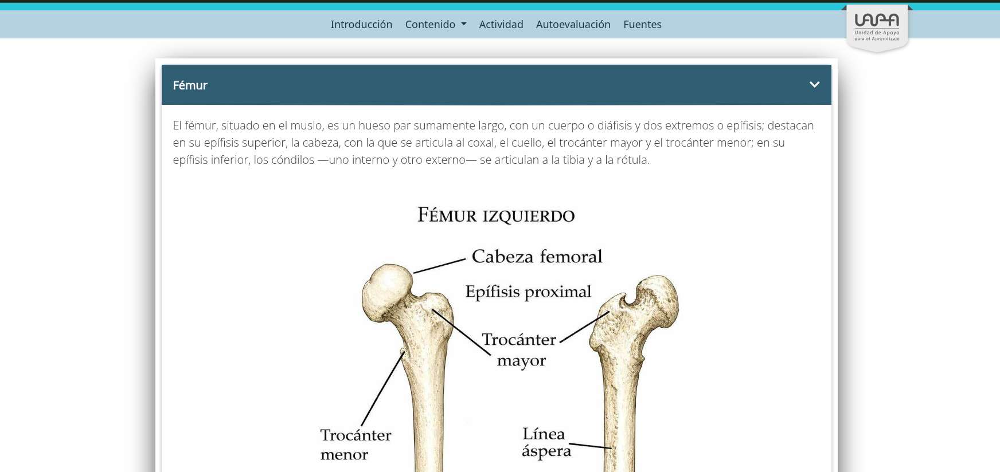 Introducción Contenido Actividad Autoevaluación Fuentes
UAPA
Unidad de Apoyo
para el Aprendizaje
Fémur
El fémur, situado en el muslo, es un hueso par sumamente largo, con un cuerpo o diáfisis y dos extremos o epífisis; destacan
en su epífisis superior, la cabeza, con la que se articula al coxal, el cuello, el trocánter mayor y el trocánter menor; en su
epífisis inferior, los cóndilos —uno interno y otro externo— se articulan a la tibia y a la rótula.
FÉMUR IZQUIERDO
Cabeza femoral
Epífisis proximal
Trocánter
mayor
Trocánter
menor
Línea
áspera